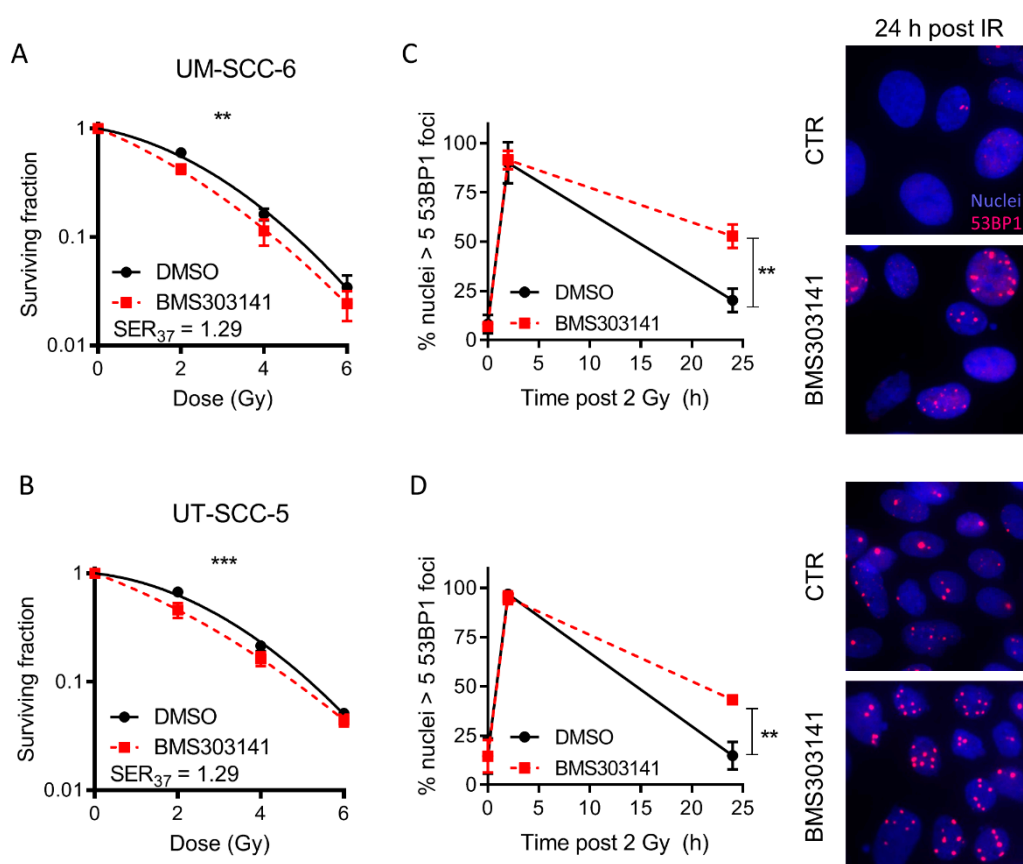 A
UM-SCC-6
**
Surviving fraction
1
0.1
0.01
DMSO
BMS303141
SER37 = 1.29
0
2
4
6
Dose (Gy)
C
% nuclei > 5 53BP1 foci
100
75
50
25
0
DMSO
BMS303141
**
0
5
10
15
20
25
Time post 2 Gy (h)
24 h post IR
CTR
Nuclei
53BP1
BMS303141
B
UT-SCC-5
***
Surviving fraction
1
0.1
0.01
DMSO
BMS303141
SER37 = 1.29
0
2
4
6
Dose (Gy)
D
% nuclei > 5 53BP1 foci
100
75
50
25
0
DMSO
BMS303141
**
0
5
10
15
20
25
Time post 2 Gy (h)
CTR
BMS303141